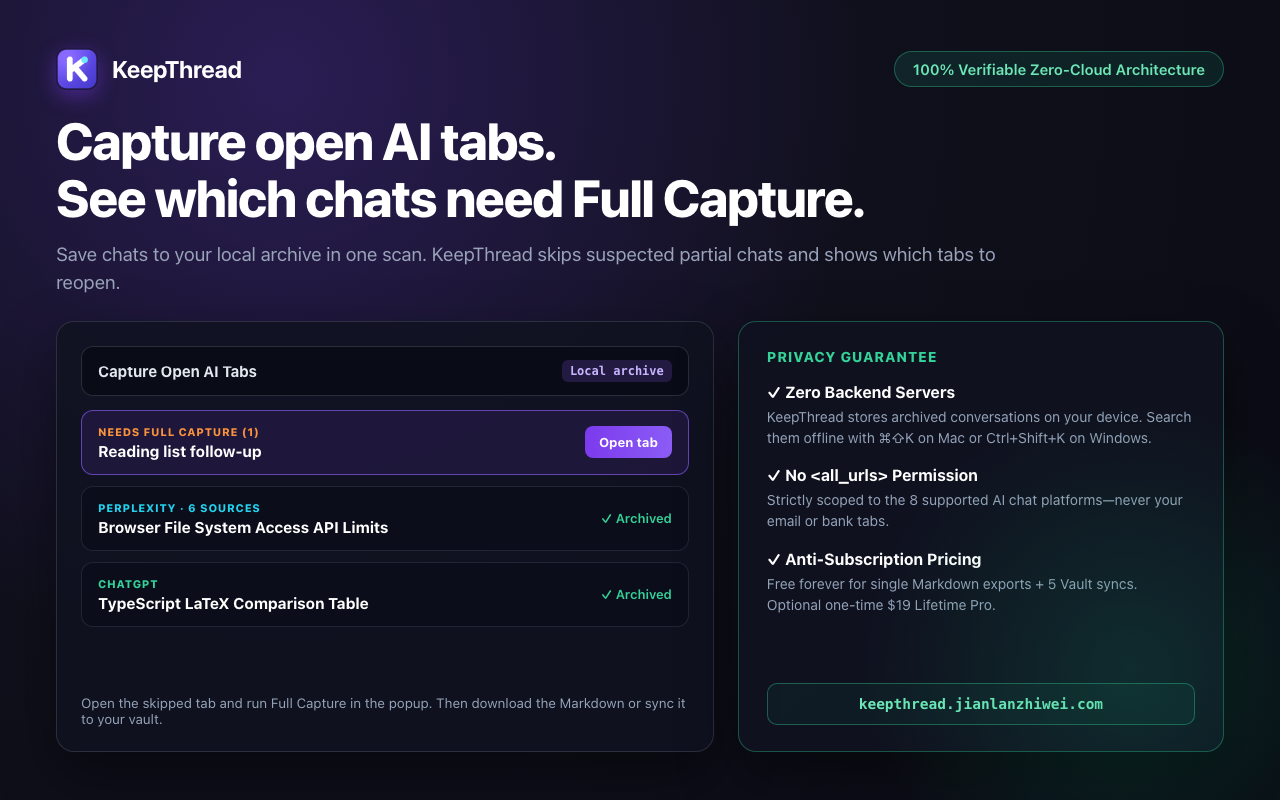 KeepThread
100% Verifiable Zero-Cloud Architecture
Capture open AI tabs.
See which chats need Full Capture.
Save chats to your local archive in one scan. KeepThread skips suspected partial chats and shows which tabs to
reopen.
Capture Open AI Tabs
Local archive
NEEDS FULL CAPTURE (1)
Reading list follow-up
Open tab
PERPLEXITY · 6 SOURCES
Browser File System Access API Limits
✓ Archived
CHATGPT
TypeScript LaTeX Comparison Table
✓ Archived
Open the skipped tab and run Full Capture in the popup. Then download the Markdown or sync it
to your vault.
PRIVACY GUARANTEE
✓ Zero Backend Servers
KeepThread stores archived conversations on your device. Search
them offline with ⌘⇧K on Mac or Ctrl+Shift+K on Windows.
✓ No <all_urls> Permission
Strictly scoped to the 8 supported AI chat platforms—never your
email or bank tabs.
✓ Anti-Subscription Pricing
Free forever for single Markdown exports + 5 Vault syncs.
Optional one-time $19 Lifetime Pro.
keepthread.jianlanzhiwei.com